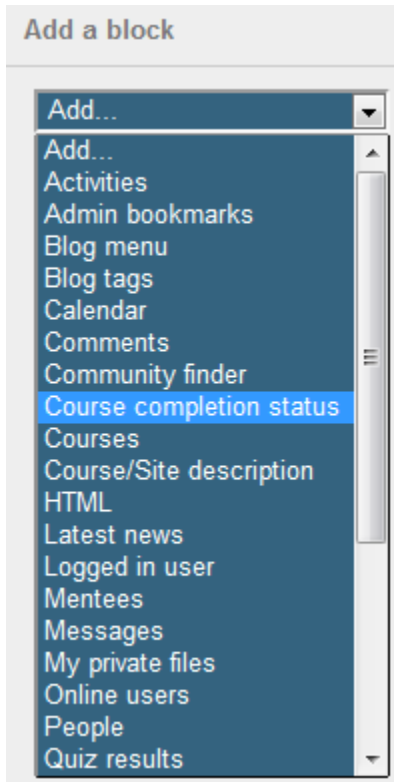 Add a block
Add...
Add...
Activities
Admin bookmarks
Blog menu
Blog tags
Calendar
Comments
Community finder
Course completion status
Courses
Course/Site description
HTML
Latest news
Logged in user
Mentees
Messages
My private files
Online users
People
Quiz results